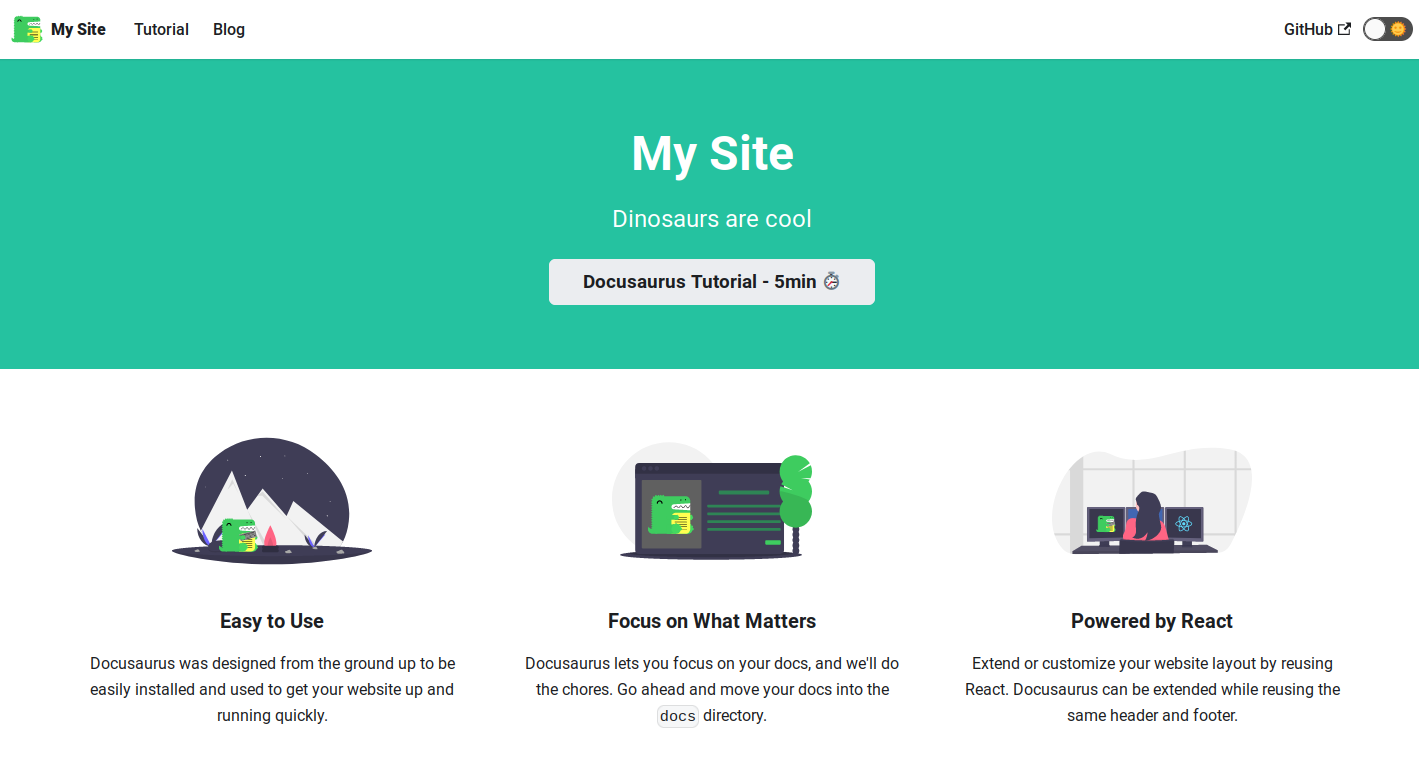 My Site Tutorial Blog GitHub
My Site
Dinosaurs are cool
Docusaurus Tutorial - 5min ⏱️
Easy to Use
Docusaurus was designed from the ground up to be
easily installed and used to get your website up and
running quickly.
Focus on What Matters
Docusaurus lets you focus on your docs, and we'll do
the chores. Go ahead and move your docs into the
docs directory.
Powered by React
Extend or customize your website layout by reusing
React. Docusaurus can be extended while reusing the
same header and footer.